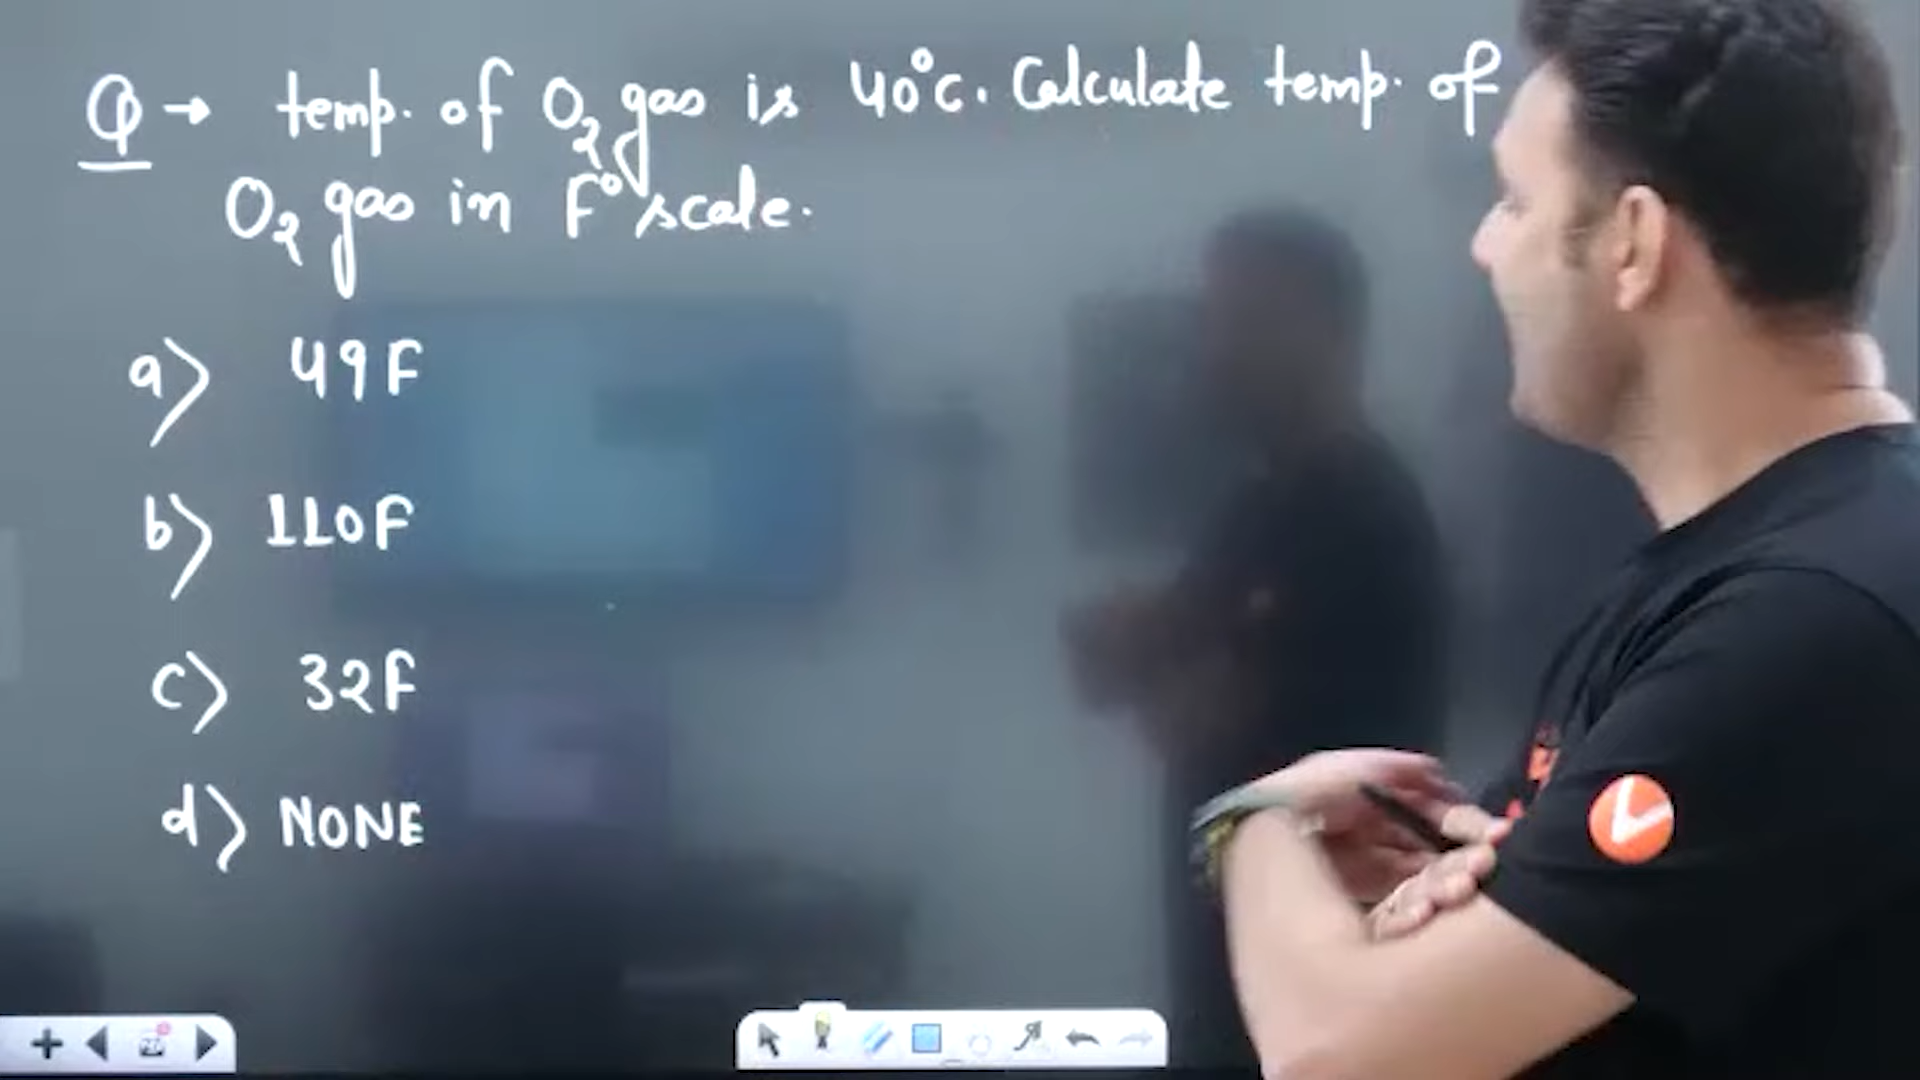 Q → temp. of O₂ gas is 40°C. Calculate temp. of
O₂ gas in F° scale.
a) 49F
b) 110F
c) 32F
d) NONE